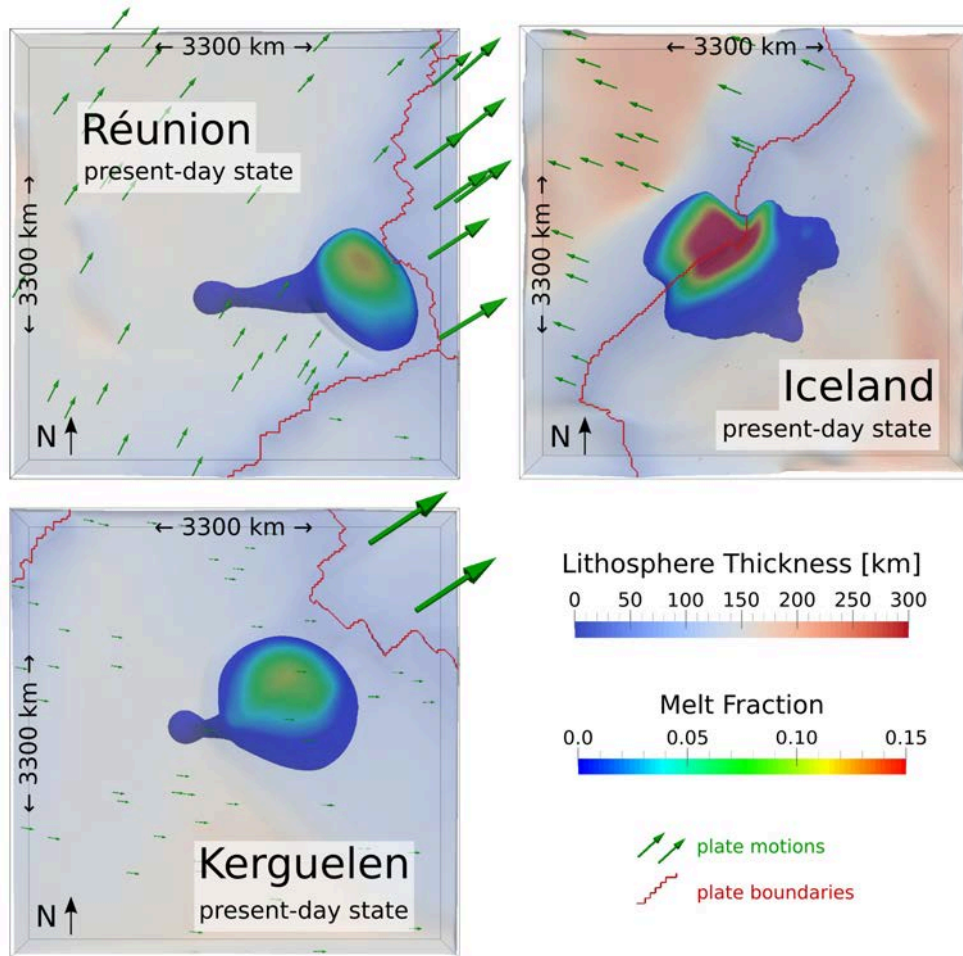 ← 3300 km →
Réunion
present-day state
← 3300 km →
N
← 3300 km →
← 3300 km →
Iceland
present-day state
N
← 3300 km →
← 3300 km →
Kerguelen
present-day state
N
Lithosphere Thickness [km]
0 50 100 150 200 250 300
Melt Fraction
0.0 0.05 0.10 0.15
plate motions
plate boundaries